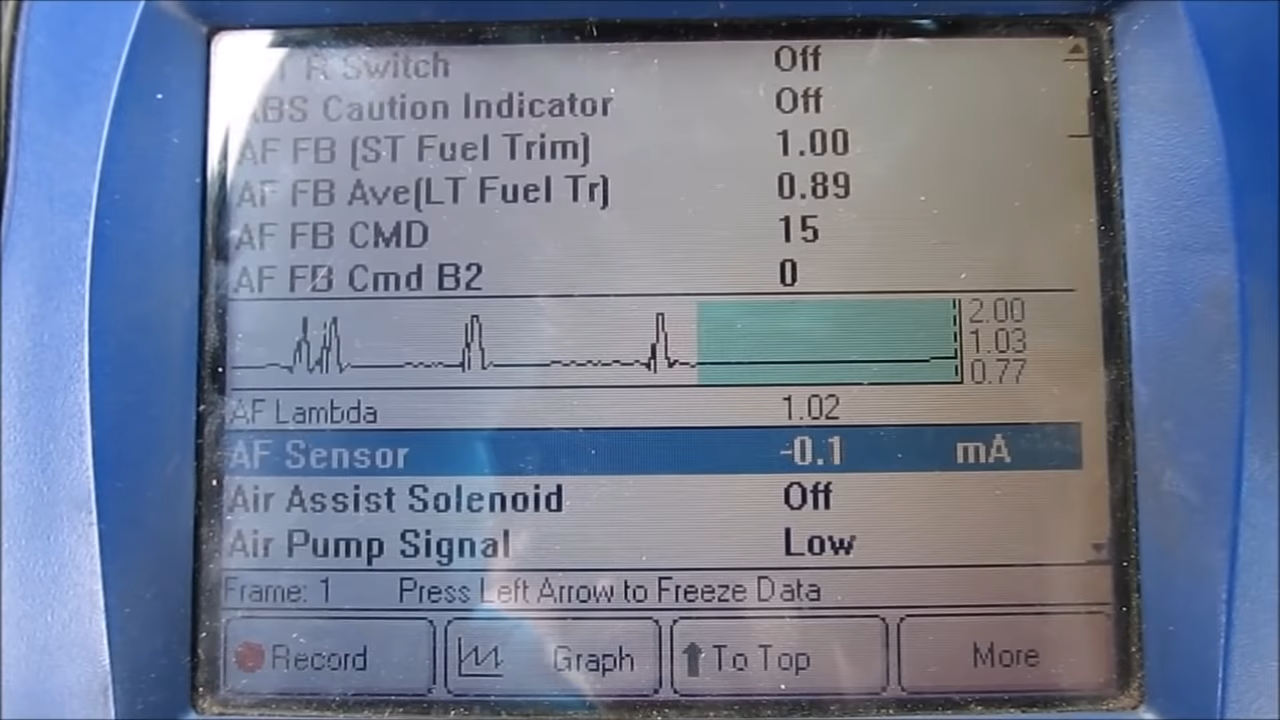 R Switch Off
ABS Caution Indicator Off
AF FB (ST Fuel Trim) 1.00
AF FB Ave(LT Fuel Tr) 0.89
AF FB CMD 15
AF FB Cmd B2 0
2.00
1.03
0.77
AF Lambda 1.02
AF Sensor -0.1 mA
Air Assist Solenoid Off
Air Pump Signal Low
Frame: 1 Press Left Arrow to Freeze Data
Record Graph To Top More